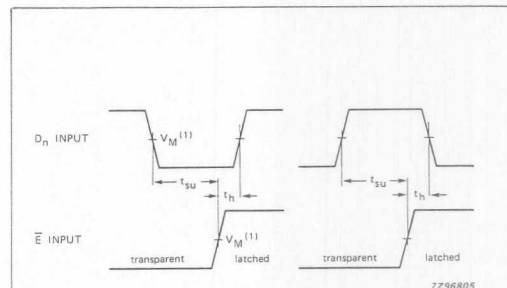 Dn INPUT
VM(1)
tsu
th
tsu
th
E̅ INPUT
VM(1)
transparent
latched
transparent
latched
7Z96805